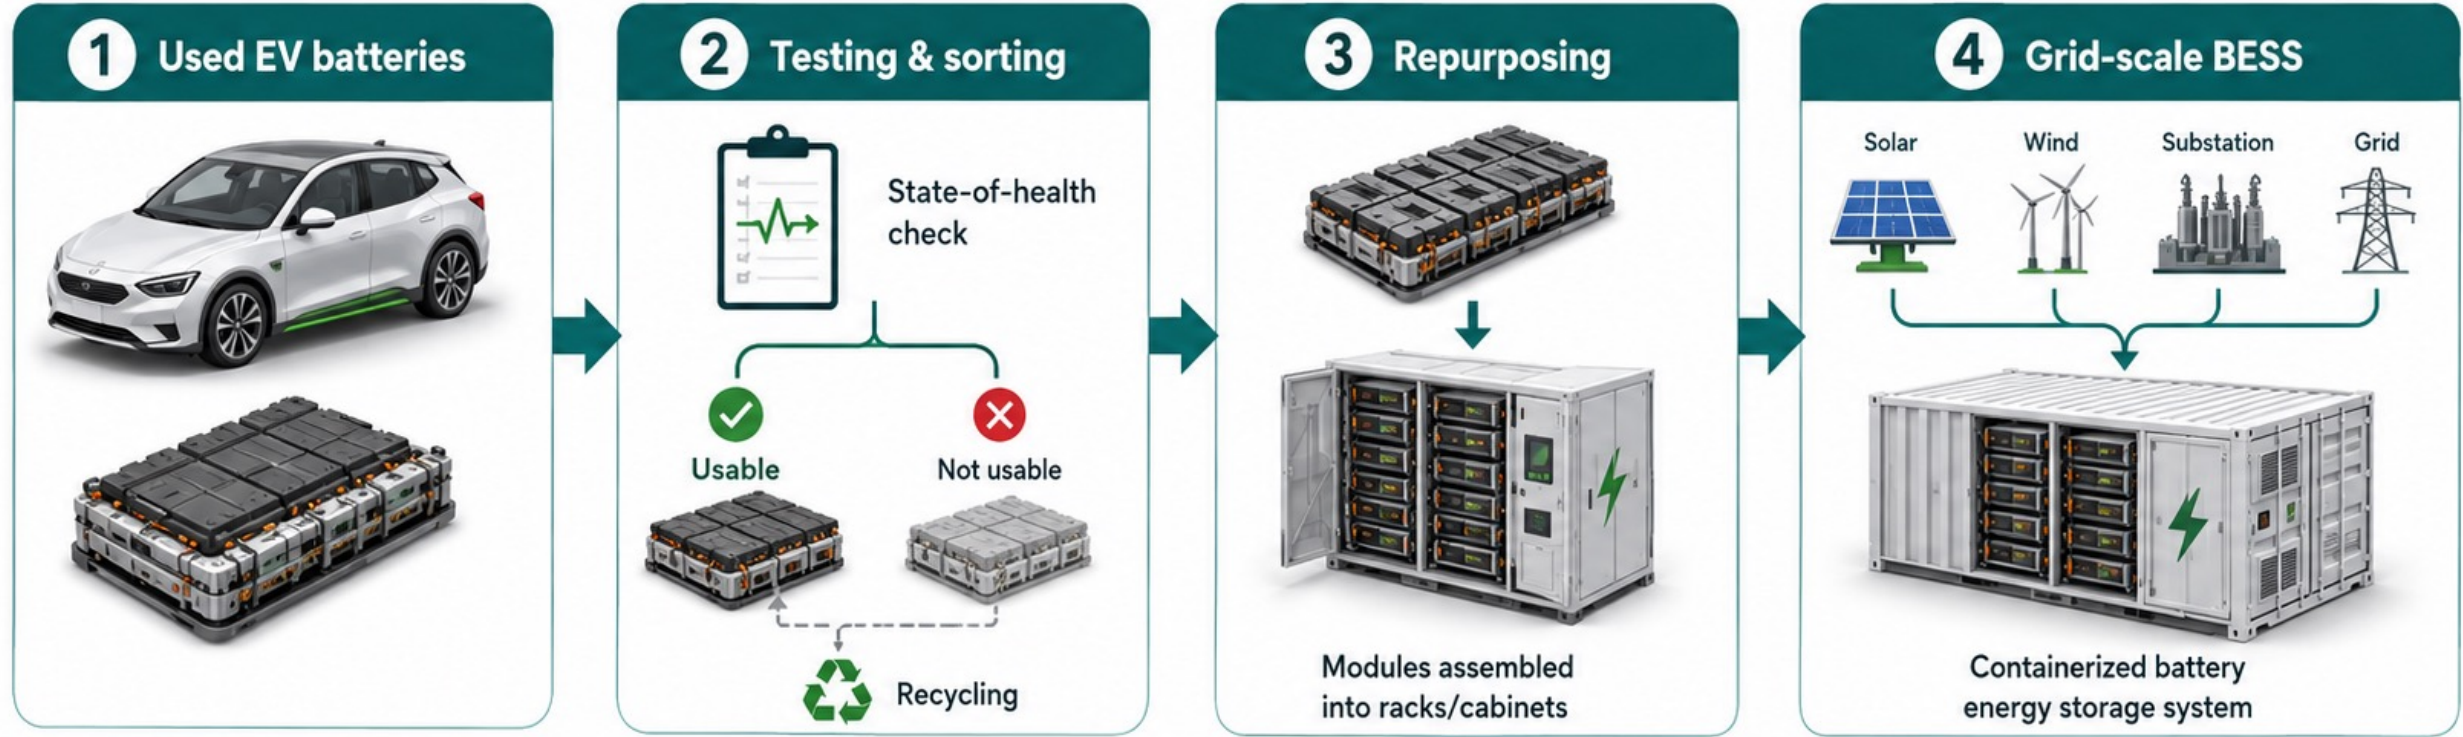 1 Used EV batteries
2 Testing & sorting
State-of-health
check
Usable
Not usable
Recycling
3 Repurposing
Modules assembled
into racks/cabinets
4 Grid-scale BESS
Solar
Wind
Substation
Grid
Containerized battery
energy storage system